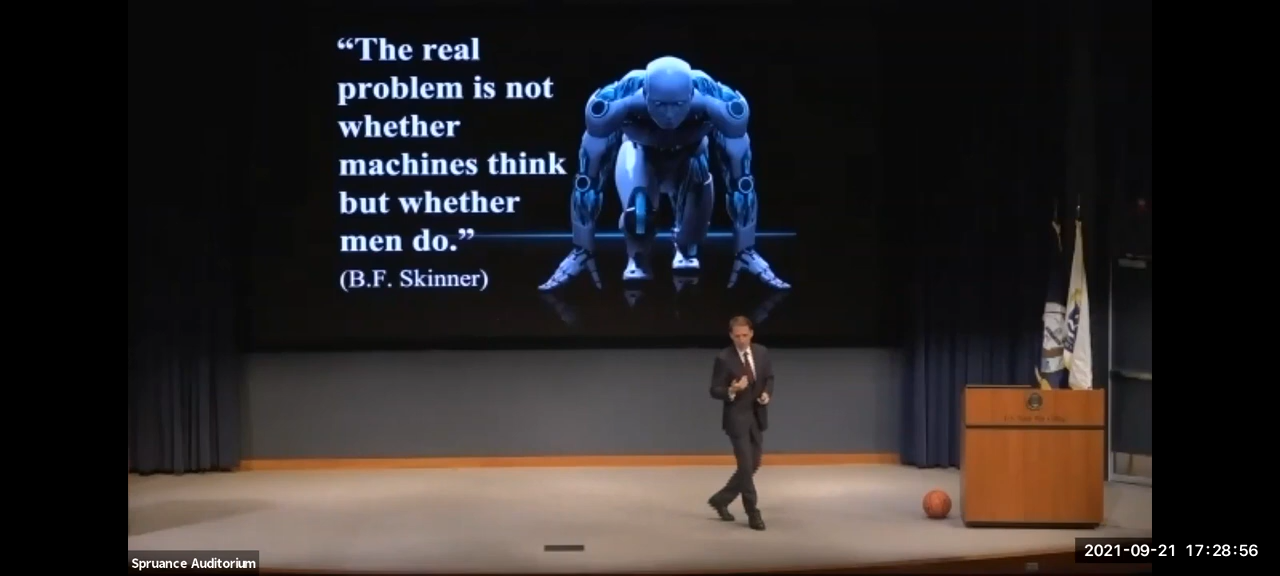 “The real
problem is not
whether
machines think
but whether
men do.”
(B.F. Skinner)
Spruance Auditorium
2021-09-21 17:28:56